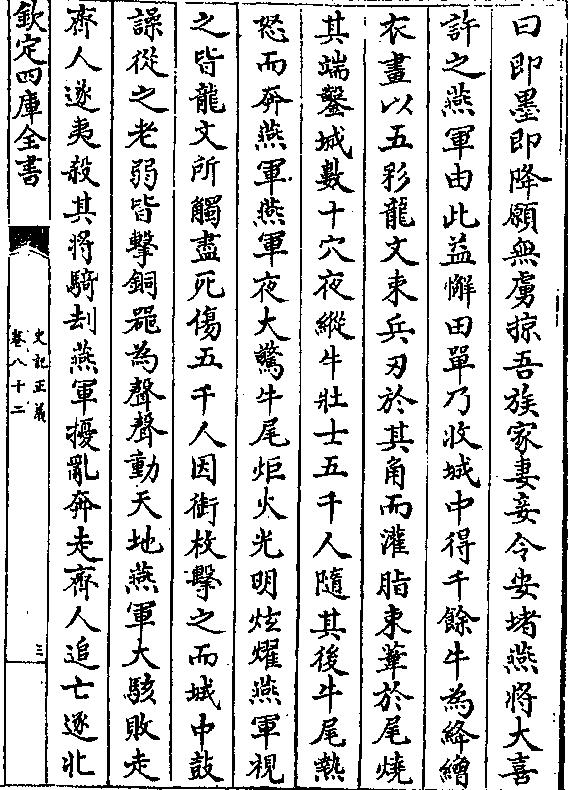 曰即墨即降願無虜掠吾族家妻妾令安堵燕將大喜
許之燕軍由此益懈田單乃收城中得千餘牛為絳繒
衣畫以五彩龍文束兵刃於其角而灌脂束葦於尾燒
其端鑿城數十穴夜縱牛壯士五千人隨其後牛尾熱
怒而奔燕軍燕軍夜大驚牛尾炬火光明炫燿燕軍視
之皆龍文所觸盡死傷五千人因銜枚擊之而城中鼓
譟從之老弱皆擊銅器為聲聲動天地燕軍大駭敗走
齊人遂夷殺其將騎刦燕軍擾亂奔走齊人追亡逐北
欽定四庫全書
史記正義
卷八十二
三